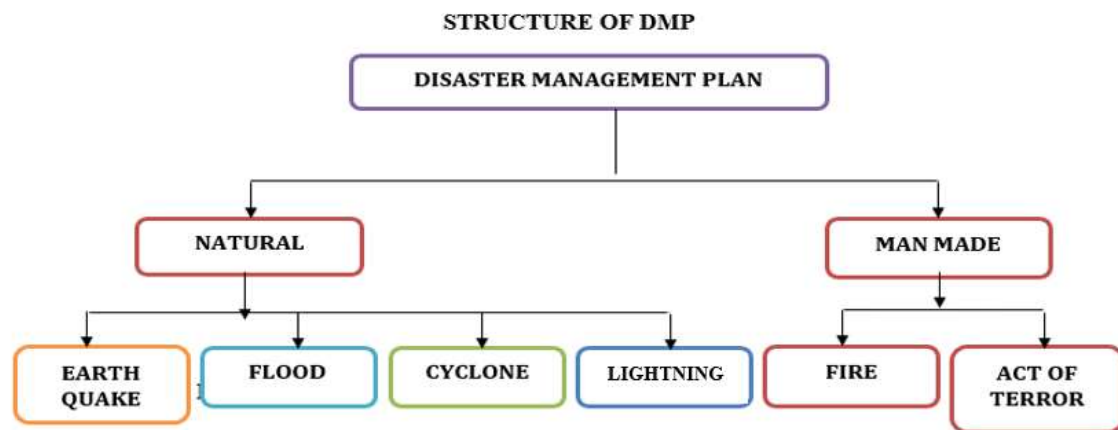 STRUCTURE OF DMP
DISASTER MANAGEMENT PLAN
NATURAL
MAN MADE
EARTH
QUAKE
FLOOD
CYCLONE
LIGHTNING
FIRE
ACT OF
TERROR